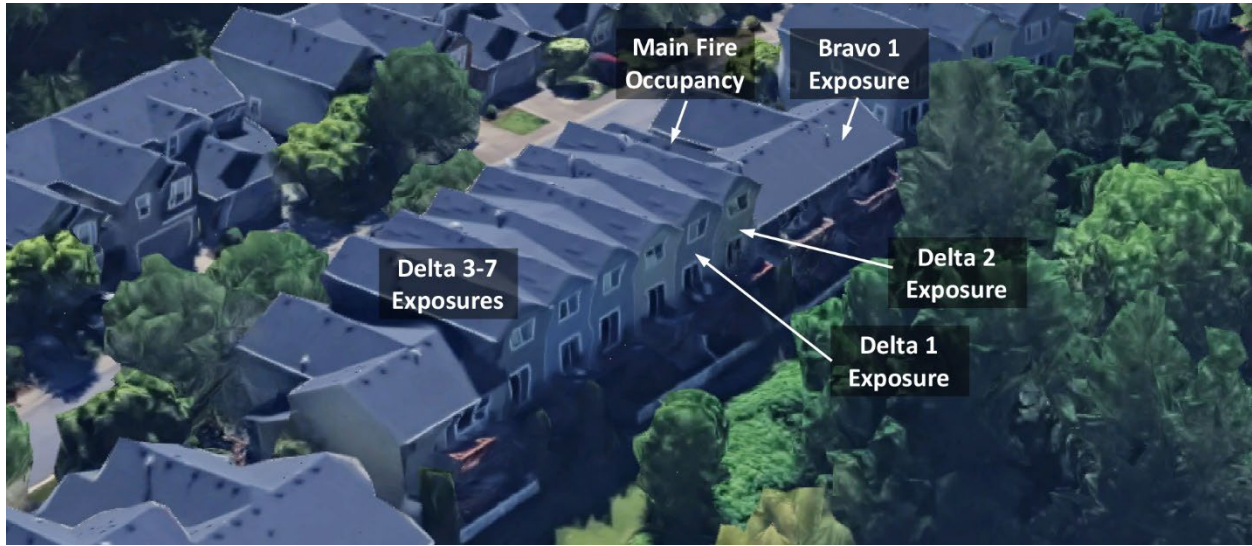 Main Fire
Occupancy
Bravo 1
Exposure
Delta 3-7
Exposures
Delta 2
Exposure
Delta 1
Exposure